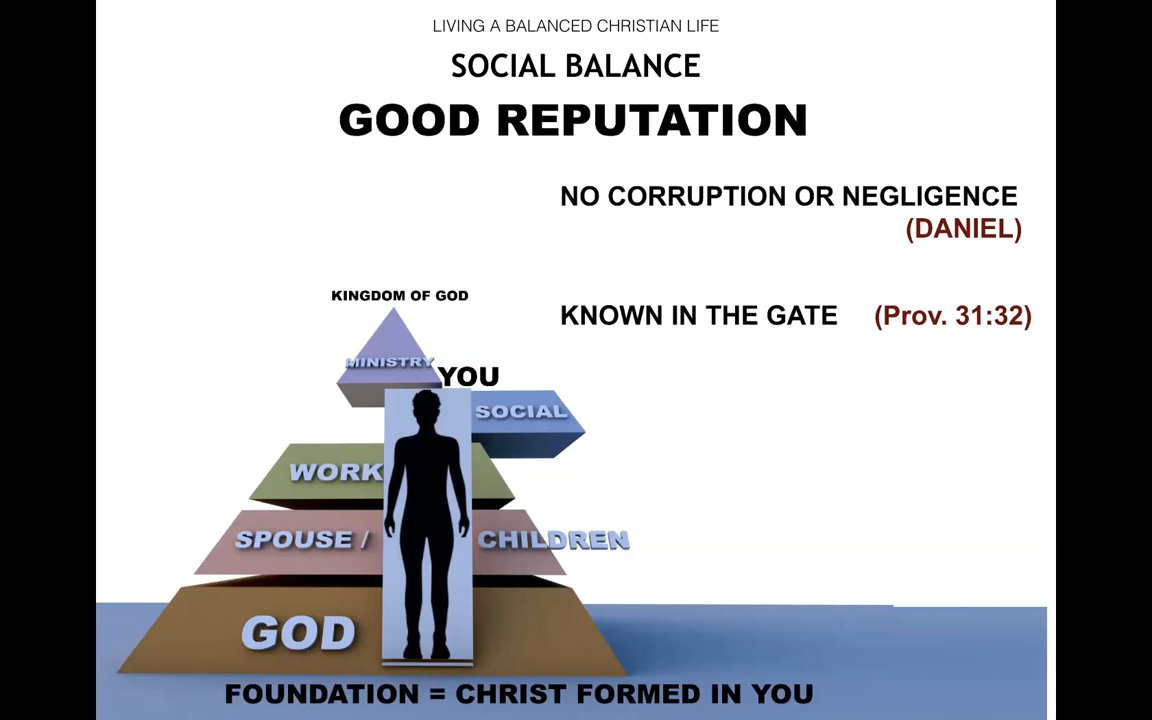 LIVING A BALANCED CHRISTIAN LIFE
SOCIAL BALANCE
GOOD REPUTATION
NO CORRUPTION OR NEGLIGENCE
(DANIEL)
KNOWN IN THE GATE (Prov. 31:32)
KINGDOM OF GOD
MINISTRY
YOU
SOCIAL
WORK
SPOUSE / CHILDREN
GOD
FOUNDATION = CHRIST FORMED IN YOU